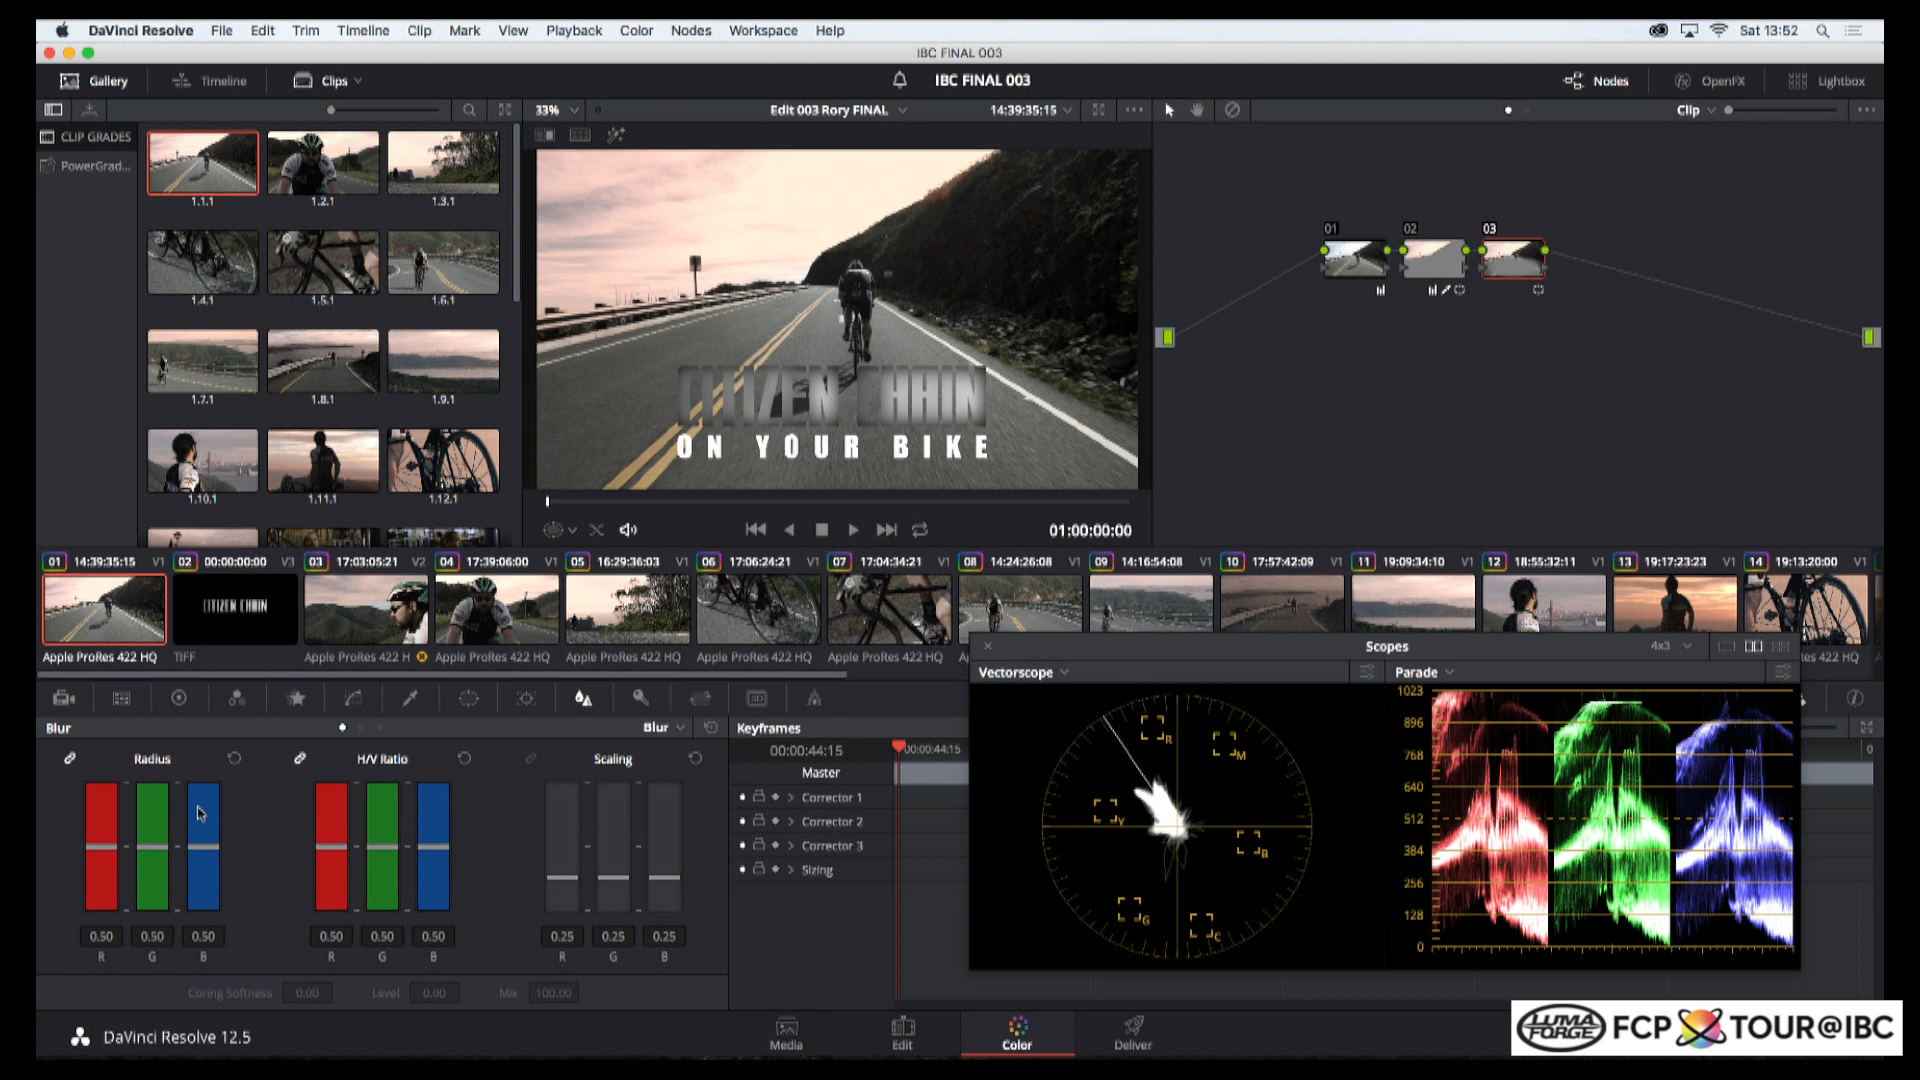 DaVinci Resolve File Edit Trim Timeline Clip Mark View Playback Color Nodes Workspace Help Sat 13:52
IBC FINAL 003
Gallery Timeline Clips IBC FINAL 003 Nodes OpenFX Lightbox
33% Edit 003 Rory FINAL 14:39:35:15 Clip
CLIP GRADES
PowerGrad...
1.1.1 1.2.1 1.3.1
1.4.1 1.5.1 1.6.1
1.7.1 1.8.1 1.9.1
1.10.1 1.11.1 1.12.1
CITIZEN CHAIN
ON YOUR BIKE
01 02 03
01:00:00:00
01 14:39:35:15 V1 02 00:00:00:00 V3 03 17:03:05:21 V2 04 17:39:06:00 V1 05 16:29:36:03 V1 06 17:06:24:21 V1 07 17:04:34:21 V1 08 14:24:26:08 V1 09 14:16:54:08 V1 10 17:57:42:09 V1 11 19:09:34:10 V1 12 18:55:32:11 V1 13 19:17:23:23 V1 14 19:13:20:00 V1
CITIZEN CHAIN
Apple ProRes 422 HQ TIFF Apple ProRes 422 H Apple ProRes 422 HQ Apple ProRes 422 HQ Apple ProRes 422 HQ Apple ProRes 422 HQ A res 422 HQ
Scopes 4x3
Vectorscope Parade
R M Y B G C
1023
896
768
640
512
384
256
128
0
Blur Blur
Radius H/V Ratio Scaling
0.50 0.50 0.50 0.50 0.50 0.50 0.25 0.25 0.25
R G B R G B R G B
Coring Softness 0.00 Level 0.00 Mix 100.00
Keyframes
00:00:44:15 00:00:44:15 0
Master
Corrector 1
Corrector 2
Corrector 3
Sizing
DaVinci Resolve 12.5 Media Edit Color Deliver
LUMA FORGE FCP X TOUR@IBC